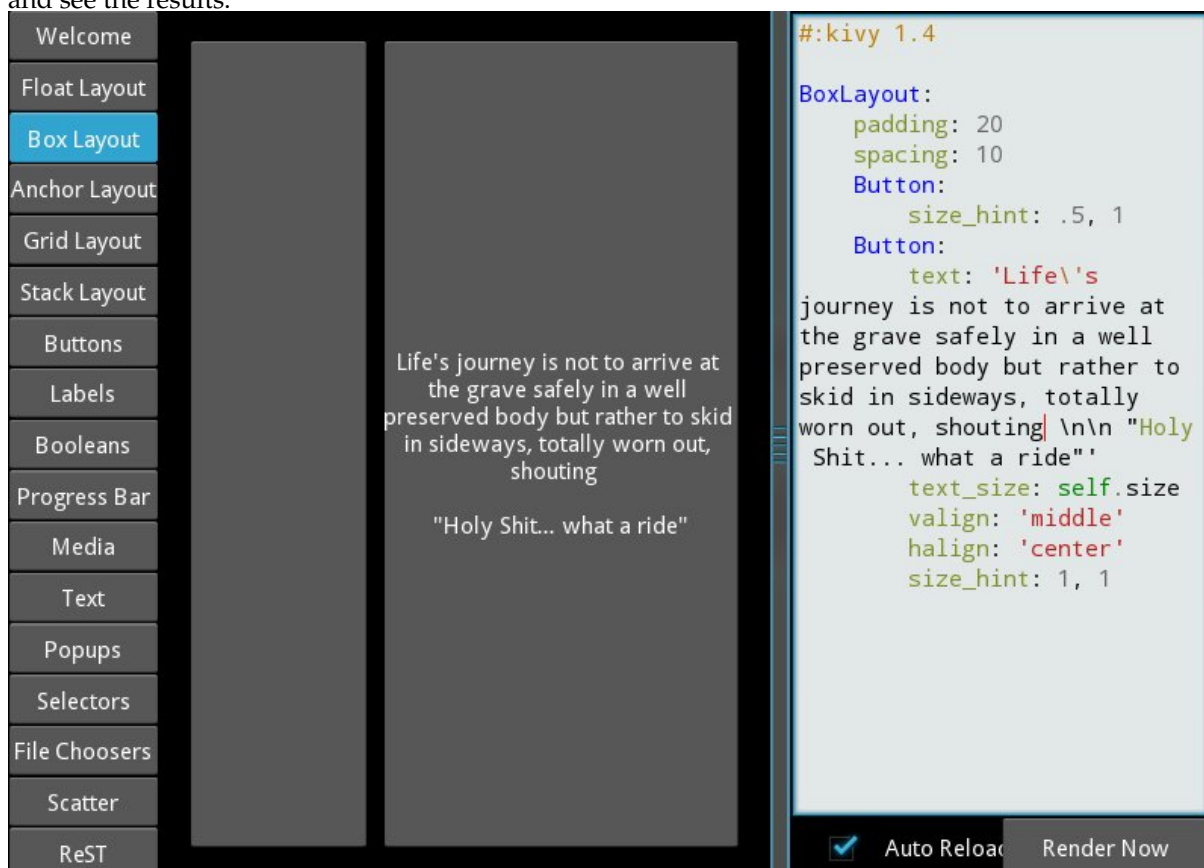 and see the results.
Welcome
Float Layout
Box Layout
Anchor Layout
Grid Layout
Stack Layout
Buttons
Labels
Booleans
Progress Bar
Media
Text
Popups
Selectors
File Choosers
Scatter
ReST
Life's journey is not to arrive at
the grave safely in a well
preserved body but rather to skid
in sideways, totally worn out,
shouting
"Holy Shit... what a ride"
#:kivy 1.4
BoxLayout:
    padding: 20
    spacing: 10
    Button:
        size_hint: .5, 1
    Button:
        text: 'Life\'s
journey is not to arrive at
the grave safely in a well
preserved body but rather to
skid in sideways, totally
worn out, shouting \n\n "Holy
 Shit... what a ride"'
        text_size: self.size
        valign: 'middle'
        halign: 'center'
        size_hint: 1, 1
Auto Reload
Render Now